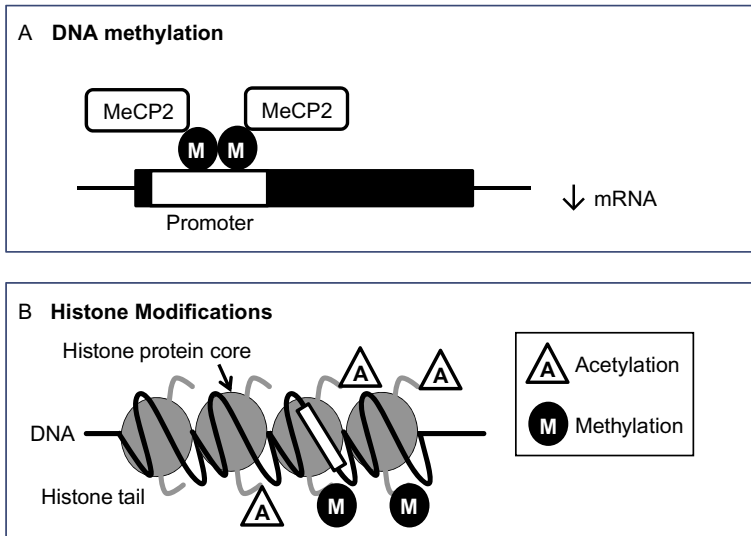 A DNA methylation
MeCP2
MeCP2
M M
Promoter
↓ mRNA
B Histone Modifications
Histone protein core
A A
A Acetylation
M Methylation
DNA
Histone tail
A
M M